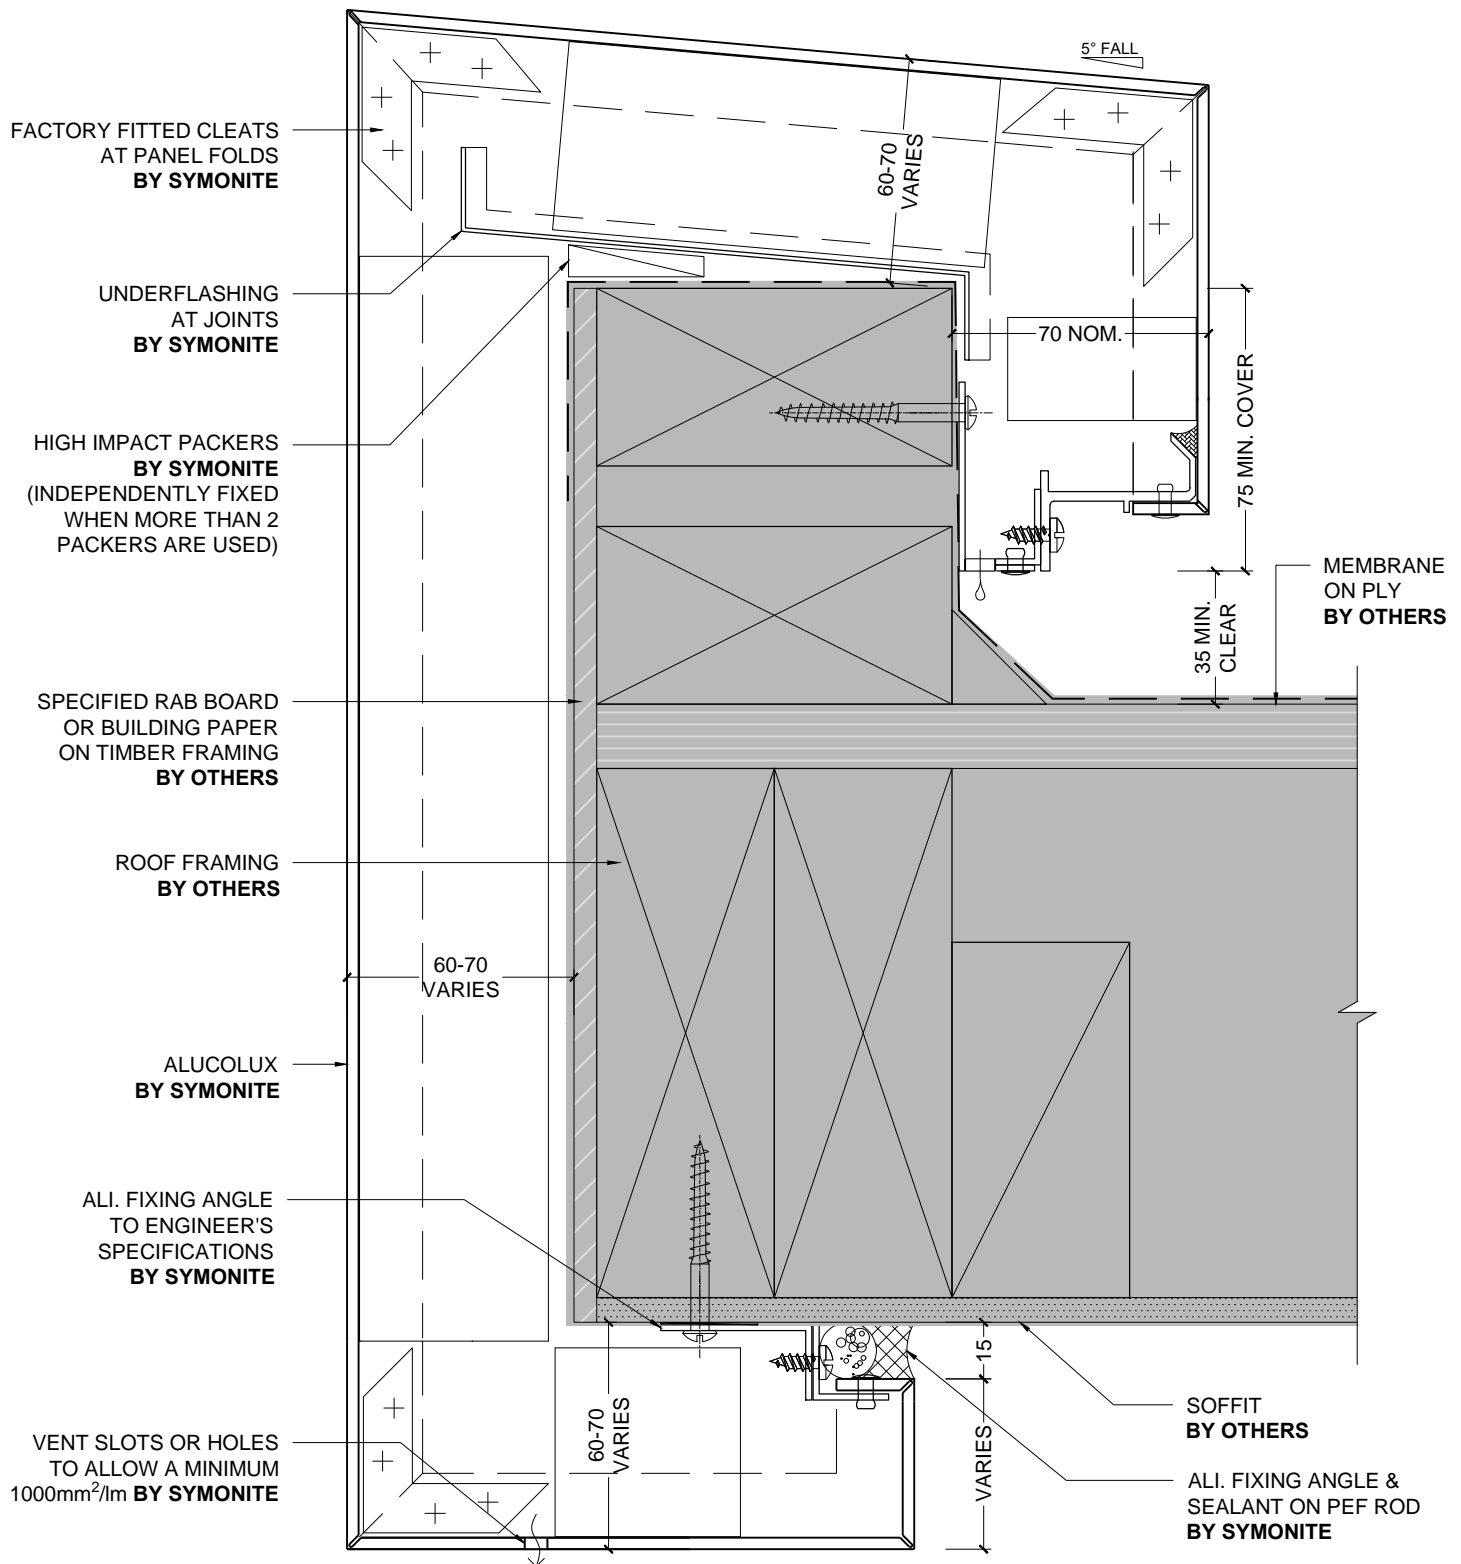 5° FALL
FACTORY FITTED CLEATS
AT PANEL FOLDS
BY SYMONITE
60-70
VARIES
UNDERFLASHING
AT JOINTS
BY SYMONITE
70 NOM.
75 MIN. COVER
HIGH IMPACT PACKERS
BY SYMONITE
(INDEPENDENTLY FIXED
WHEN MORE THAN 2
PACKERS ARE USED)
35 MIN.
CLEAR
MEMBRANE
ON PLY
BY OTHERS
SPECIFIED RAB BOARD
OR BUILDING PAPER
ON TIMBER FRAMING
BY OTHERS
ROOF FRAMING
BY OTHERS
60-70
VARIES
ALUCOLUX
BY SYMONITE
ALI. FIXING ANGLE
TO ENGINEER'S
SPECIFICATIONS
BY SYMONITE
15
60-70
VARIES
VARIES
SOFFIT
BY OTHERS
VENT SLOTS OR HOLES
TO ALLOW A MINIMUM
1000mm²/lm BY SYMONITE
ALI. FIXING ANGLE &
SEALANT ON PEF ROD
BY SYMONITE